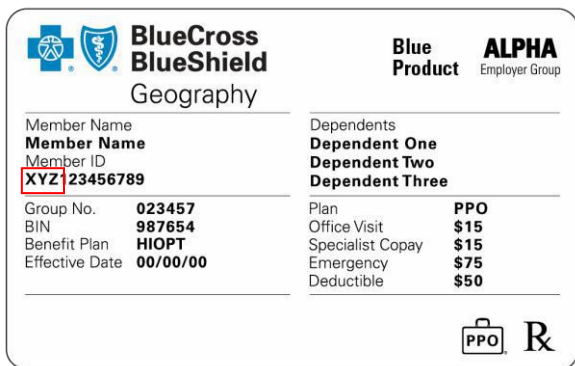 BlueCross
BlueShield
Geography
Blue
Product
ALPHA
Employer Group
Member Name
Member Name
Member ID
XYZ123456789
Dependents
Dependent One
Dependent Two
Dependent Three
Group No. 023457
BIN 987654
Benefit Plan HIOPT
Effective Date 00/00/00
Plan PPO
Office Visit $15
Specialist Copay $15
Emergency $75
Deductible $50
PPO
Rx